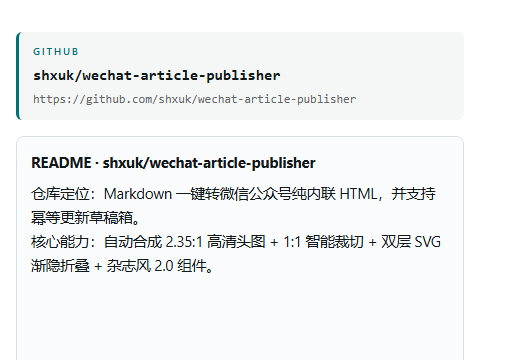 GITHUB
shxuk/wechat-article-publisher
https://github.com/shxuk/wechat-article-publisher
README · shxuk/wechat-article-publisher
仓库定位：Markdown 一键转微信公众号纯内联 HTML，并支持
幂等更新草稿箱。
核心能力：自动合成 2.35:1 高清头图 + 1:1 智能裁切 + 双层 SVG
渐隐折叠 + 杂志风 2.0 组件。